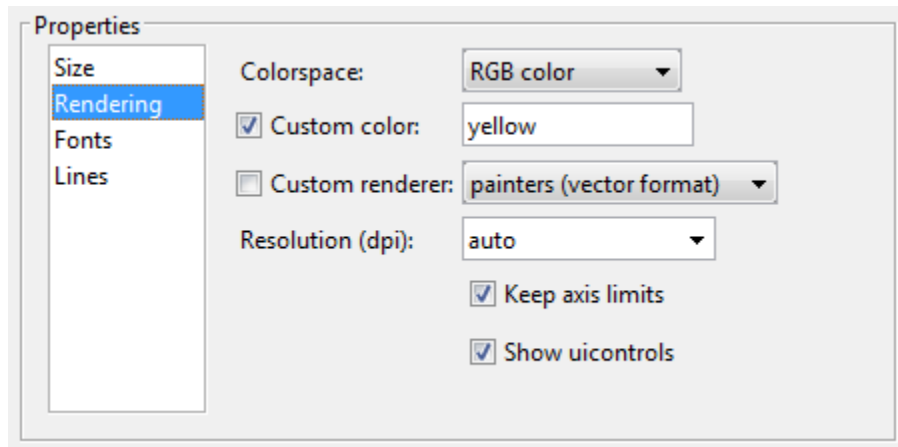 Properties
Size
Rendering
Fonts
Lines
Colorspace: RGB color
Custom color: yellow
Custom renderer: painters (vector format)
Resolution (dpi): auto
Keep axis limits
Show uicontrols